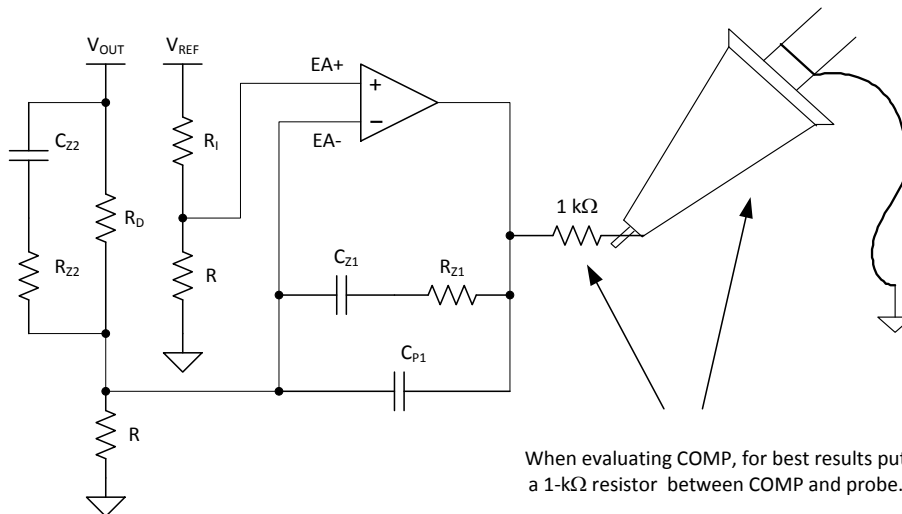 V_OUT
V_REF
EA+
+
−
EA-
C_Z2
R_I
R_D
1 kΩ
R_Z2
R
C_Z1
R_Z1
C_P1
R
When evaluating COMP, for best results put
a 1-kΩ resistor between COMP and probe.